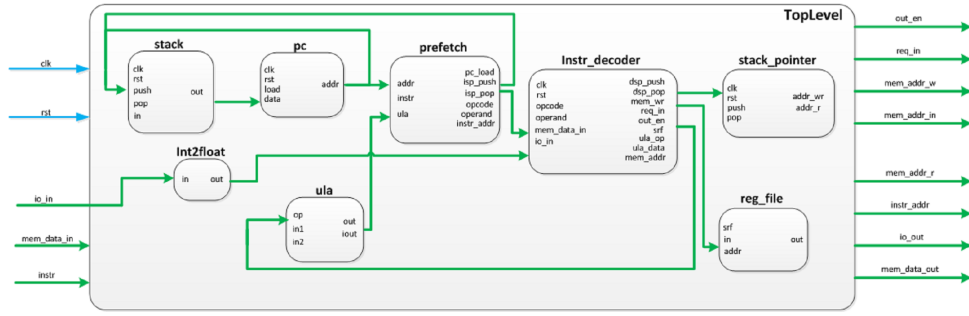 TopLevel
out_en
req_in
mem_addr_w
mem_addr_in
mem_addr_r
instr_addr
io_out
mem_data_out
clk
rst
io_in
mem_data_in
instr
stack
clk
rst
push
pop
in
out
pc
clk
rst
load
data
addr
prefetch
addr
instr
ula
pc_load
isp_push
isp_pop
opcode
operand
instr_addr
Instr_decoder
clk
rst
opcode
operand
mem_data_in
io_in
dsp_push
dsp_pop
mem_wr
req_in
out_en
srf
ula_op
ula_data
mem_addr
stack_pointer
clk
rst
push
pop
addr_wr
addr_r
Int2float
in
out
ula
op
in1
in2
out
iout
reg_file
srf
in
addr
out